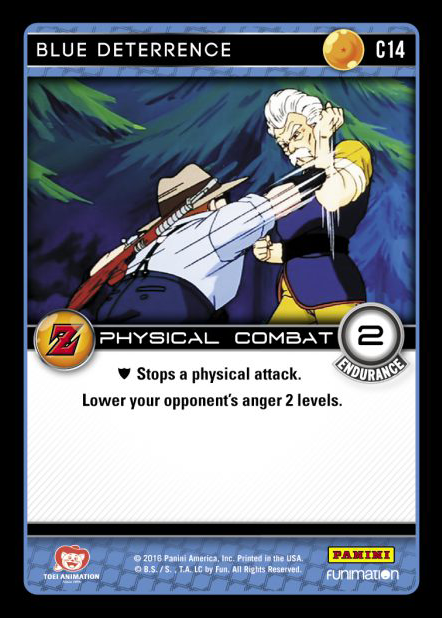 BLUE DETERRENCE
C14
Z PHYSICAL COMBAT 2
ENDURANCE
Stops a physical attack.
Lower your opponent's anger 2 levels.
TOEI ANIMATION
© 2016 Panini America, Inc. Printed in the USA.
© B.S. / S. , T.A. LC by Fun. All Rights Reserved.
PANINI
FUNIMATION